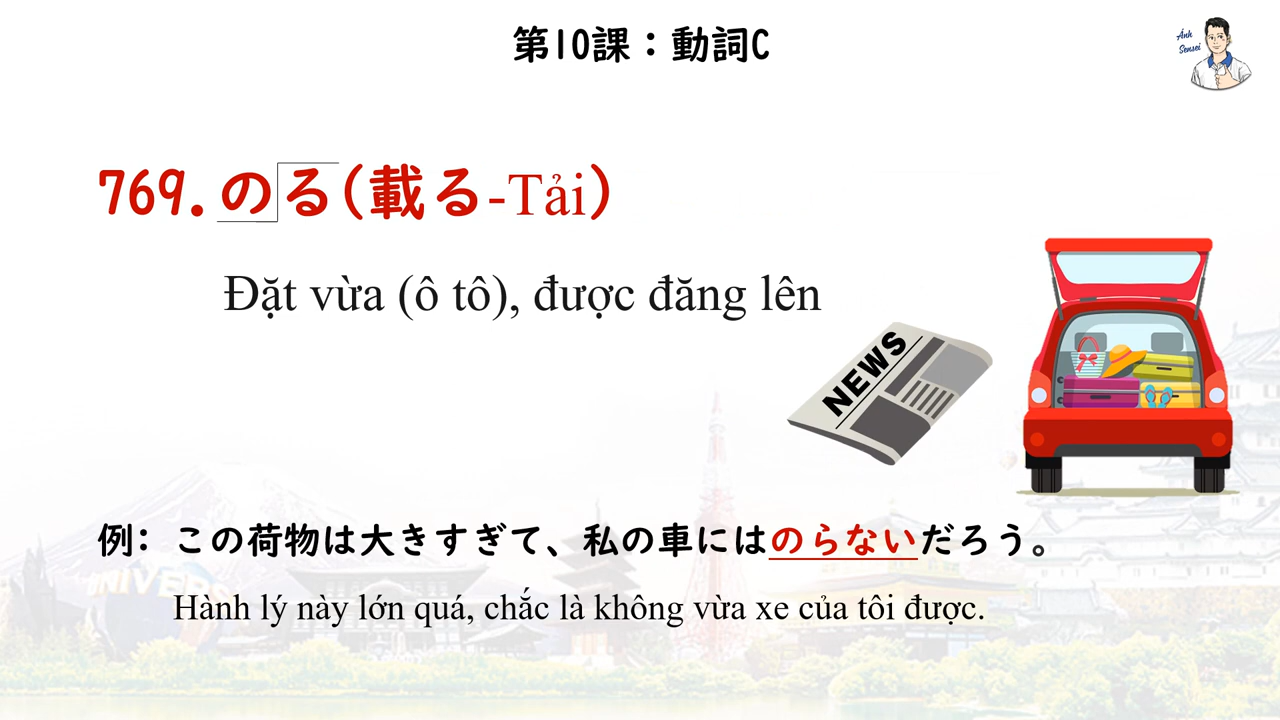 第10課：動詞C
Ánh
Sensei
769.のる(載る-Tải)
Đặt vừa (ô tô), được đăng lên
NEWS
例：この荷物は大きすぎて、私の車にはのらないだろう。
Hành lý này lớn quá, chắc là không vừa xe của tôi được.